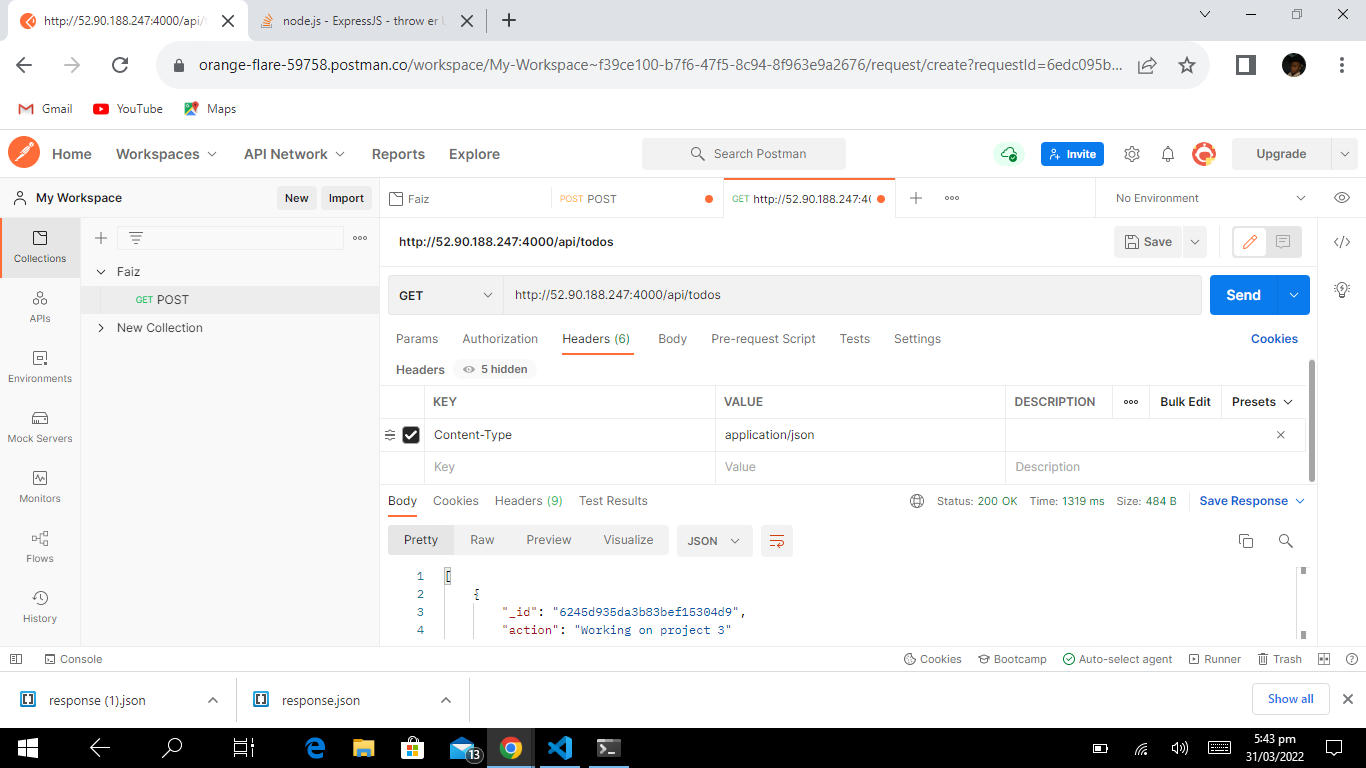 http://52.90.188.247:4000/api/t
node.js - ExpressJS - throw er U
orange-flare-59758.postman.co/workspace/My-Workspace~f39ce100-b7f6-47f5-8c94-8f963e9a2676/request/create?requestId=6edc095b...
Gmail YouTube Maps
Home Workspaces API Network Reports Explore Search Postman Invite Upgrade
My Workspace New Import Faiz POST POST GET http://52.90.188.247:4( No Environment
Collections
APIs
Environments
Mock Servers
Monitors
Flows
History
Faiz
GET POST
New Collection
http://52.90.188.247:4000/api/todos Save
GET http://52.90.188.247:4000/api/todos Send
Params Authorization Headers (6) Body Pre-request Script Tests Settings Cookies
Headers 5 hidden
KEY VALUE DESCRIPTION Bulk Edit Presets
Content-Type application/json
Key Value Description
Body Cookies Headers (9) Test Results Status: 200 OK Time: 1319 ms Size: 484 B Save Response
Pretty Raw Preview Visualize JSON
1 [
2 {
3 "_id": "6245d935da3b83bef15304d9",
4 "action": "Working on project 3"
Console Cookies Bootcamp Auto-select agent Runner Trash
response (1).json response.json Show all
13
5:43 pm
31/03/2022